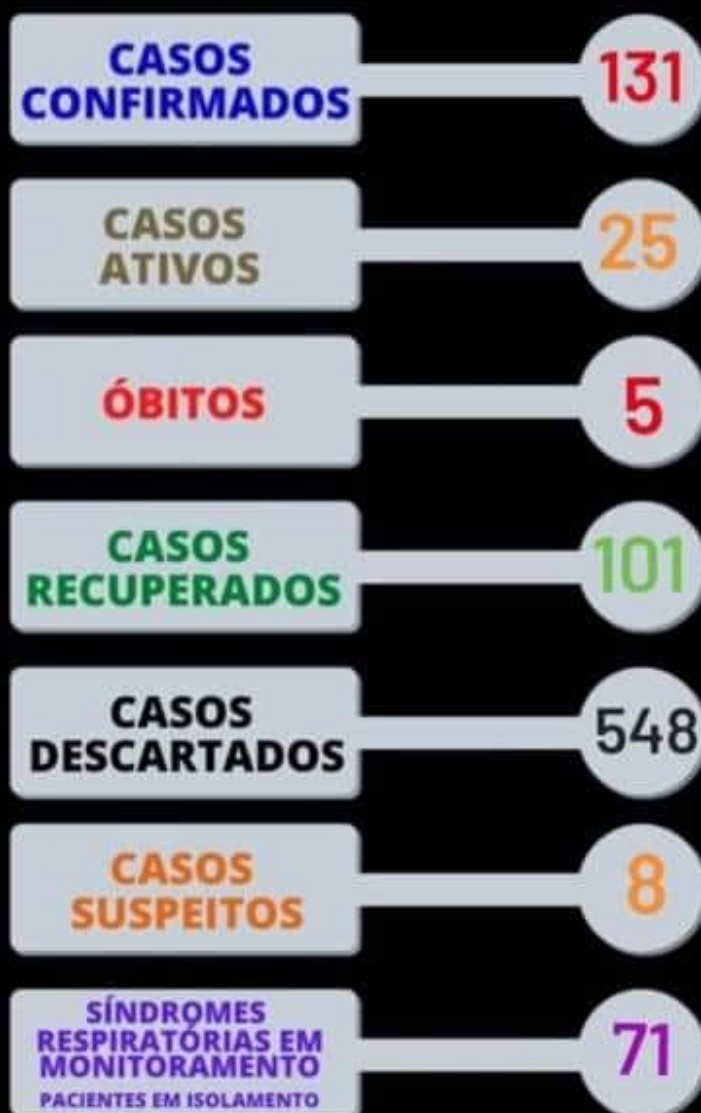 CASOS
CONFIRMADOS
131
CASOS
ATIVOS
25
ÓBITOS
5
CASOS
RECUPERADOS
101
CASOS
DESCARTADOS
548
CASOS
SUSPEITOS
8
SÍNDROMES
RESPIRATÓRIAS EM
MONITORAMENTO
PACIENTES EM ISOLAMENTO
71